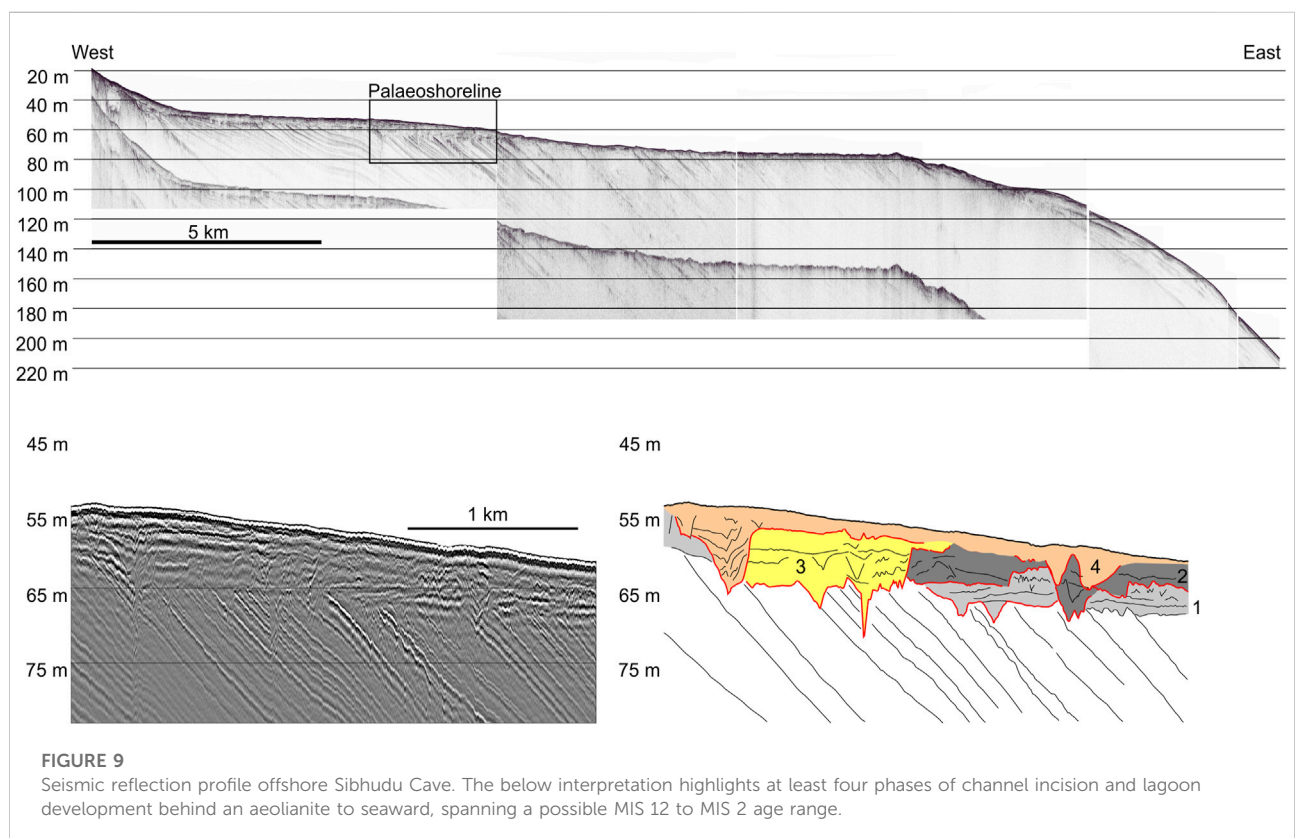 West
East
20 m
Palaeoshoreline
40 m
60 m
80 m
100 m
120 m
5 km
140 m
160 m
180 m
200 m
220 m
45 m
45 m
1 km
55 m
55 m
3
4
2
65 m
65 m
1
75 m
75 m
FIGURE 9
Seismic reflection profile offshore Sibhudu Cave. The below interpretation highlights at least four phases of channel incision and lagoon
development behind an aeolianite to seaward, spanning a possible MIS 12 to MIS 2 age range.